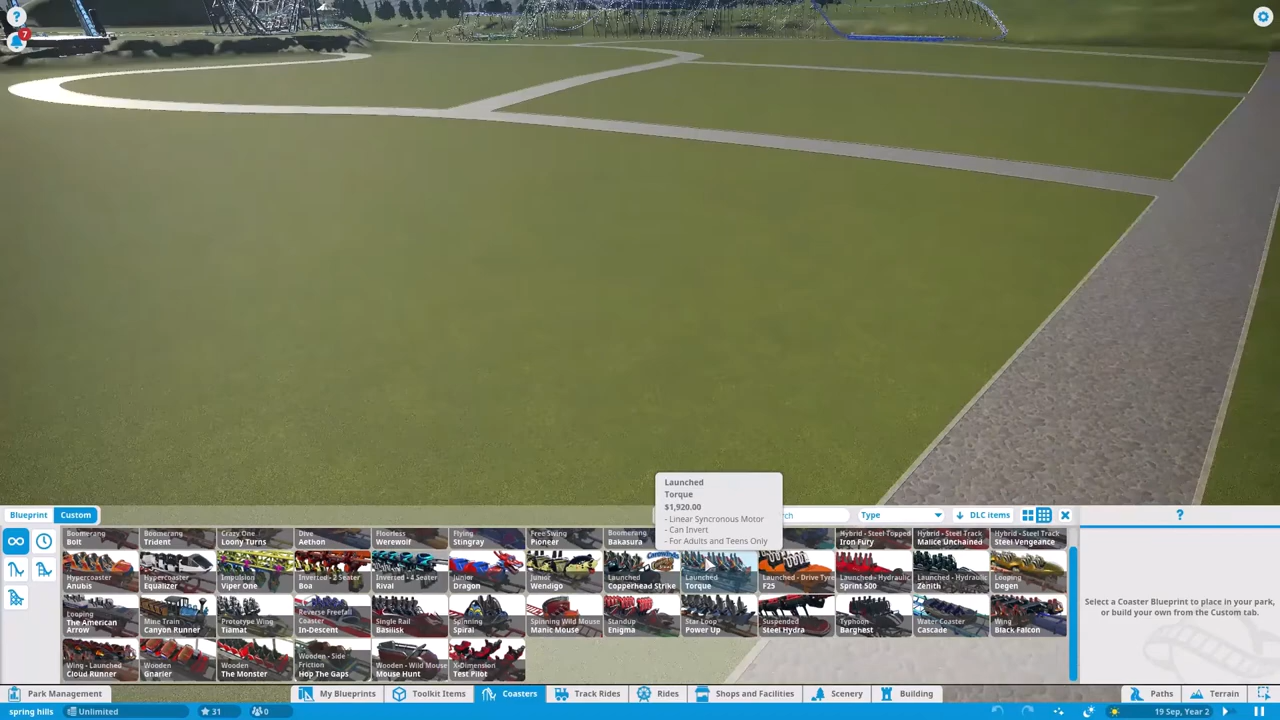 ?
7
Launched
Torque
$1,920.00
- Linear Syncronous Motor
- Can Invert
- For Adults and Teens Only
Blueprint
Custom
ch
Type
DLC items
?
Boomerang
Bolt
Boomerang
Trident
Crazy One
Loony Turns
Dive
Aethon
Floorless
Werewolf
Flying
Stingray
Free Swing
Pioneer
Boomerang
Bakasura
Hybrid - Steel Topped
Iron Fury
Hybrid - Steel Track
Malice Unchained
Hybrid - Steel Track
Steel Vengeance
Hypercoaster
Anubis
Hypercoaster
Equalizer
Impulsion
Viper One
Inverted - 2 Seater
Boa
Inverted - 4 Seater
Rival
Junior
Dragon
Junior
Wendigo
Launched
Copperhead Strike
Launched
Torque
Launched - Drive Tyre
F25
Launched - Hydraulic
Sprint 500
Launched - Hydraulic
Zenith
Looping
Degen
Looping
The American Arrow
Mine Train
Canyon Runner
Prototype Wing
Tiamat
Reverse Freefall Coaster
In-Descent
Single Rail
Basilisk
Spinning
Spiral
Spinning Wild Mouse
Manic Mouse
Standup
Enigma
Star Loop
Power Up
Suspended
Steel Hydra
Typhoon
Barghest
Water Coaster
Cascade
Wing
Black Falcon
Wing - Launched
Cloud Runner
Wooden
Gnarler
Wooden
The Monster
Wooden - Side Friction
Hop The Gaps
Wooden - Wild Mouse
Mouse Hunt
X-Dimension
Test Pilot
Select a Coaster Blueprint to place in your park,
or build your own from the Custom tab.
Park Management
My Blueprints
Toolkit Items
Coasters
Track Rides
Rides
Shops and Facilities
Scenery
Building
Paths
Terrain
spring hills
Unlimited
31
0
19 Sep, Year 2